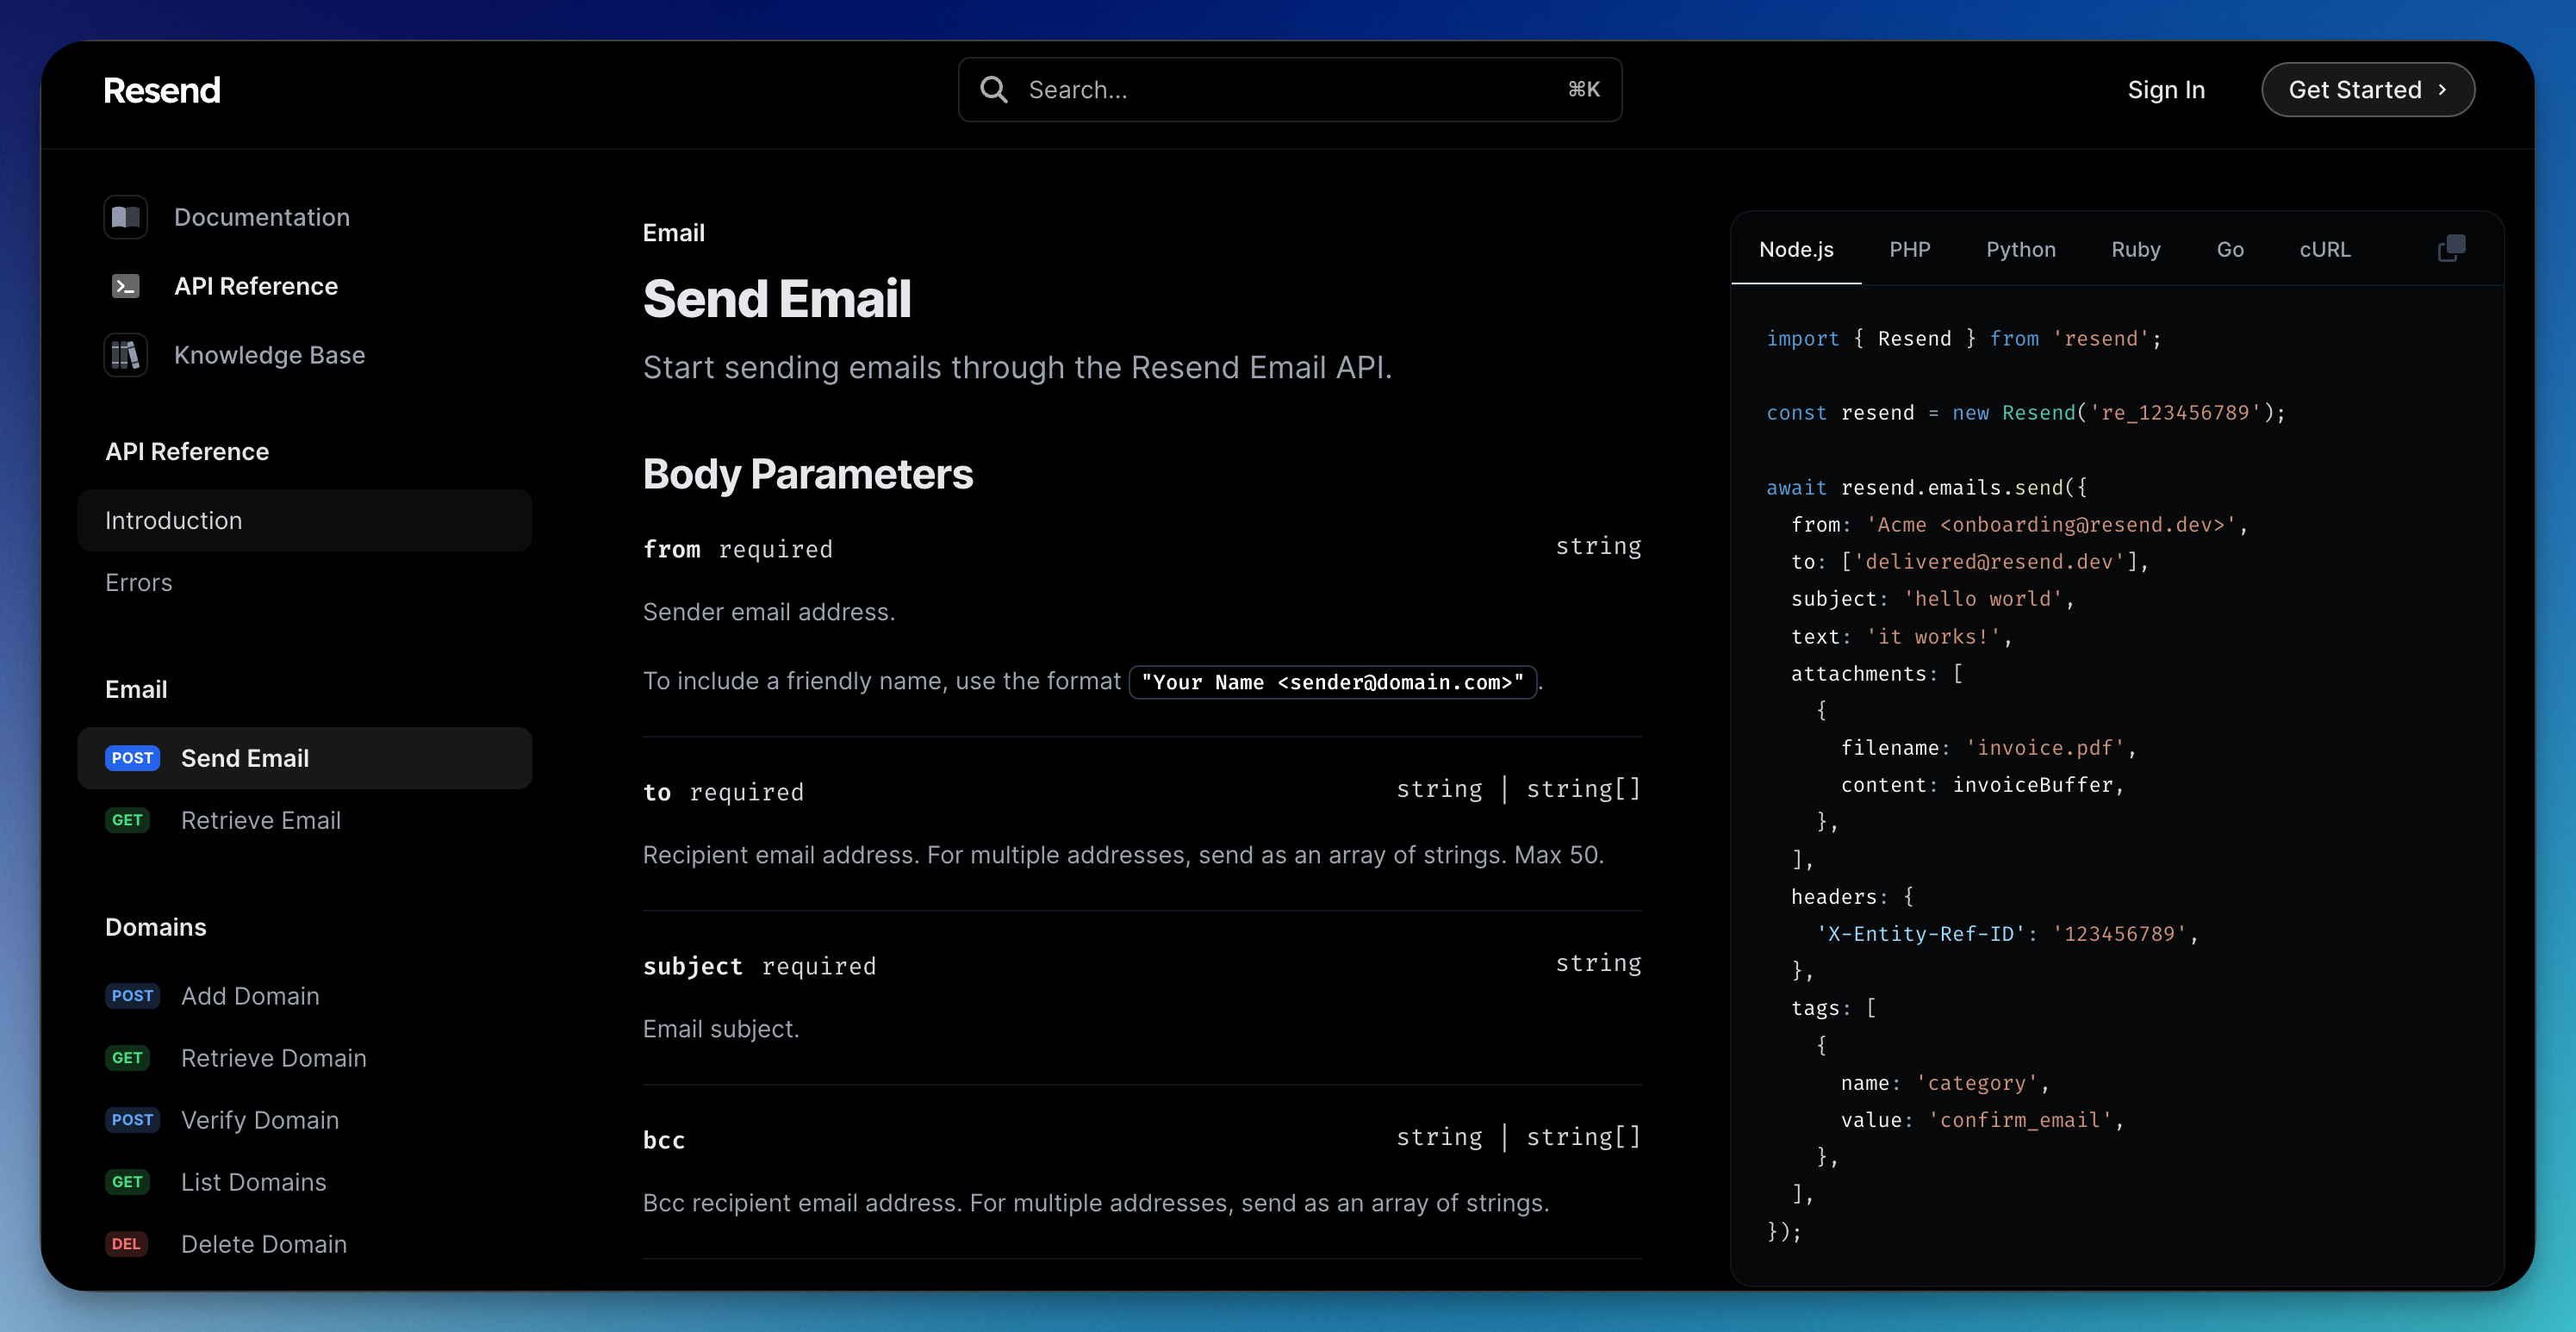 Resend
Search...
⌘K
Sign In
Get Started ›
Documentation
API Reference
Knowledge Base
API Reference
Introduction
Errors
Email
POST Send Email
GET Retrieve Email
Domains
POST Add Domain
GET Retrieve Domain
POST Verify Domain
GET List Domains
DEL Delete Domain
Email
Send Email
Start sending emails through the Resend Email API.
Body Parameters
from required string
Sender email address.
To include a friendly name, use the format "Your Name <sender@domain.com>".
to required string | string[]
Recipient email address. For multiple addresses, send as an array of strings. Max 50.
subject required string
Email subject.
bcc string | string[]
Bcc recipient email address. For multiple addresses, send as an array of strings.
Node.js PHP Python Ruby Go cURL
import { Resend } from 'resend';
const resend = new Resend('re_123456789');
await resend.emails.send({
from: 'Acme <onboarding@resend.dev>',
to: ['delivered@resend.dev'],
subject: 'hello world',
text: 'it works!',
attachments: [
{
filename: 'invoice.pdf',
content: invoiceBuffer,
},
],
headers: {
'X-Entity-Ref-ID': '123456789',
},
tags: [
{
name: 'category',
value: 'confirm_email',
},
],
});